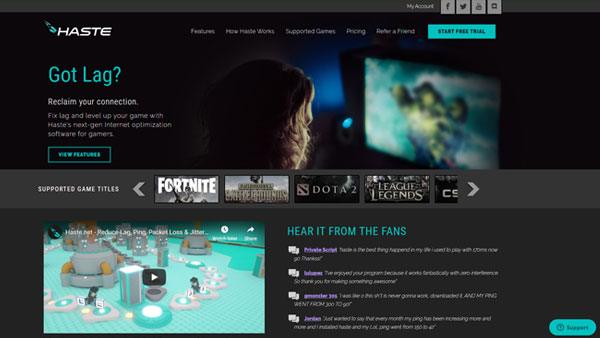 My Account
HASTE
Features How Haste Works Supported Games Pricing Refer a Friend START FREE TRIAL
Got Lag?
Reclaim your connection.
Fix lag and level up your game with
Haste's next-gen Internet optimization
software for gamers.
VIEW FEATURES
SUPPORTED GAME TITLES
FORTNITE
BATTLEGROUNDS
DOTA 2
LEAGUE OF LEGENDS
CS
Haste.net - Reduce Lag, Ping, Packet Loss & Jitter...
Watch later Share
HEAR IT FROM THE FANS
Private Script "haste is the best thing happend in my life i used to play with 170ms now
go Thankss!"
"I've enjoyed your program because it works fantastically with zero interference.
So thank you for making something awesome"
gmonster 301 "I was like o this sh*t is never gonna work, downloaded it, AND MY PING
WENT FROM 300 TO 90!"
Jordan "Just wanted to say that every month my ping has been increasing more and
more and I installed haste and my LoL ping went from 150 to 42"
Support